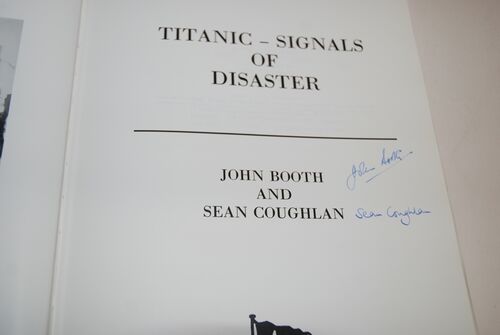 TITANIC – SIGNALS
OF
DISASTER
JOHN BOOTH
John Booth
AND
SEAN COUGHLAN
Sean Coughlan